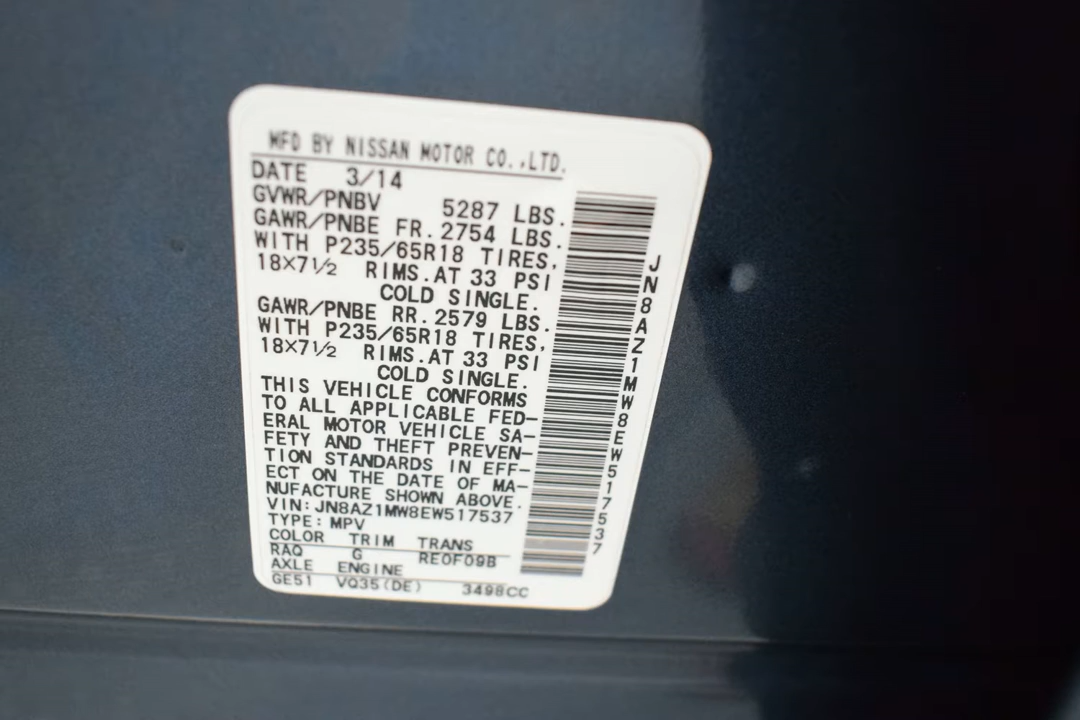 MFD BY NISSAN MOTOR CO.,LTD.
DATE 3/14
GVWR/PNBV 5287 LBS.
GAWR/PNBE FR. 2754 LBS.
WITH P235/65R18 TIRES,
18×7½ RIMS.AT 33 PSI
COLD SINGLE.
GAWR/PNBE RR. 2579 LBS.
WITH P235/65R18 TIRES,
18×7½ RIMS.AT 33 PSI
COLD SINGLE.
THIS VEHICLE CONFORMS
TO ALL APPLICABLE FED-
ERAL MOTOR VEHICLE SA-
FETY AND THEFT PREVEN-
TION STANDARDS IN EFF-
ECT ON THE DATE OF MA-
NUFACTURE SHOWN ABOVE.
VIN:JN8AZ1MW8EW517537
TYPE:MPV
COLOR TRIM TRANS
RAQ G RE0F09B
AXLE ENGINE
GE51 VQ35(DE) 3498CC
JN8AZ1MW8EW517537